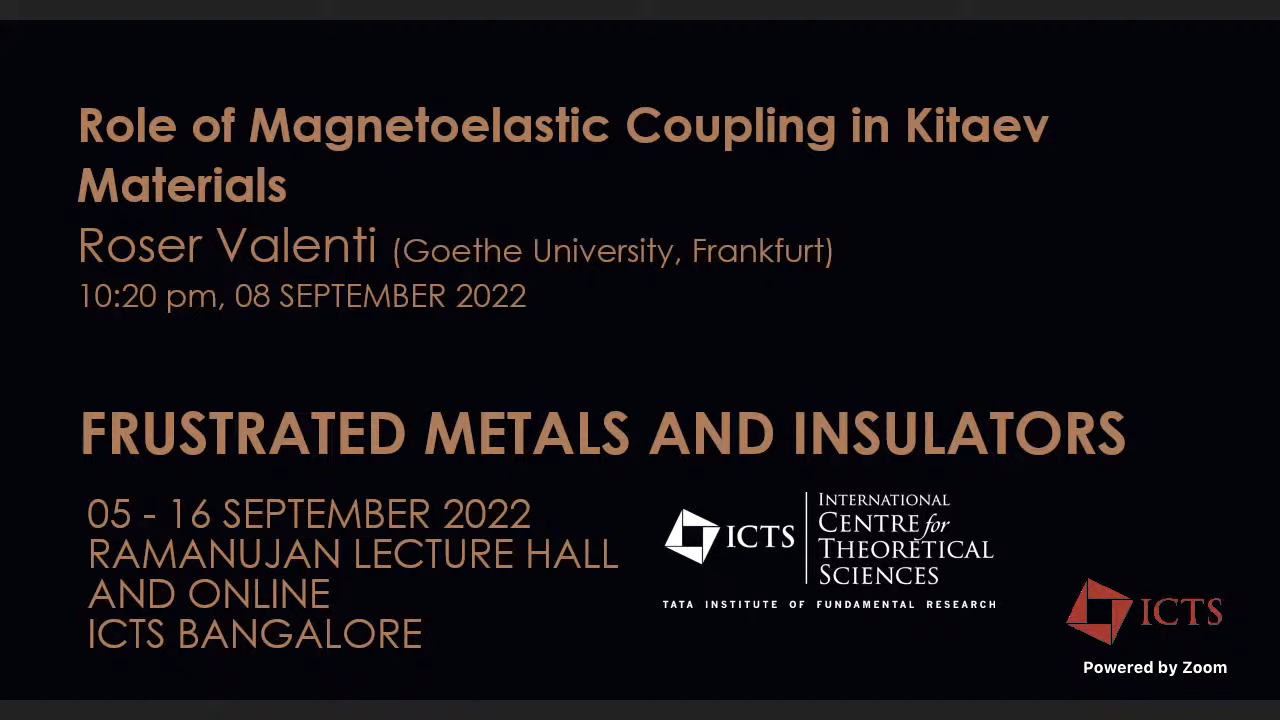 Role of Magnetoelastic Coupling in Kitaev
Materials
Roser Valenti (Goethe University, Frankfurt)
10:20 pm, 08 SEPTEMBER 2022
FRUSTRATED METALS AND INSULATORS
05 - 16 SEPTEMBER 2022
RAMANUJAN LECTURE HALL
AND ONLINE
ICTS BANGALORE
ICTS
INTERNATIONAL
CENTRE for
THEORETICAL
SCIENCES
TATA INSTITUTE OF FUNDAMENTAL RESEARCH
ICTS
Powered by Zoom